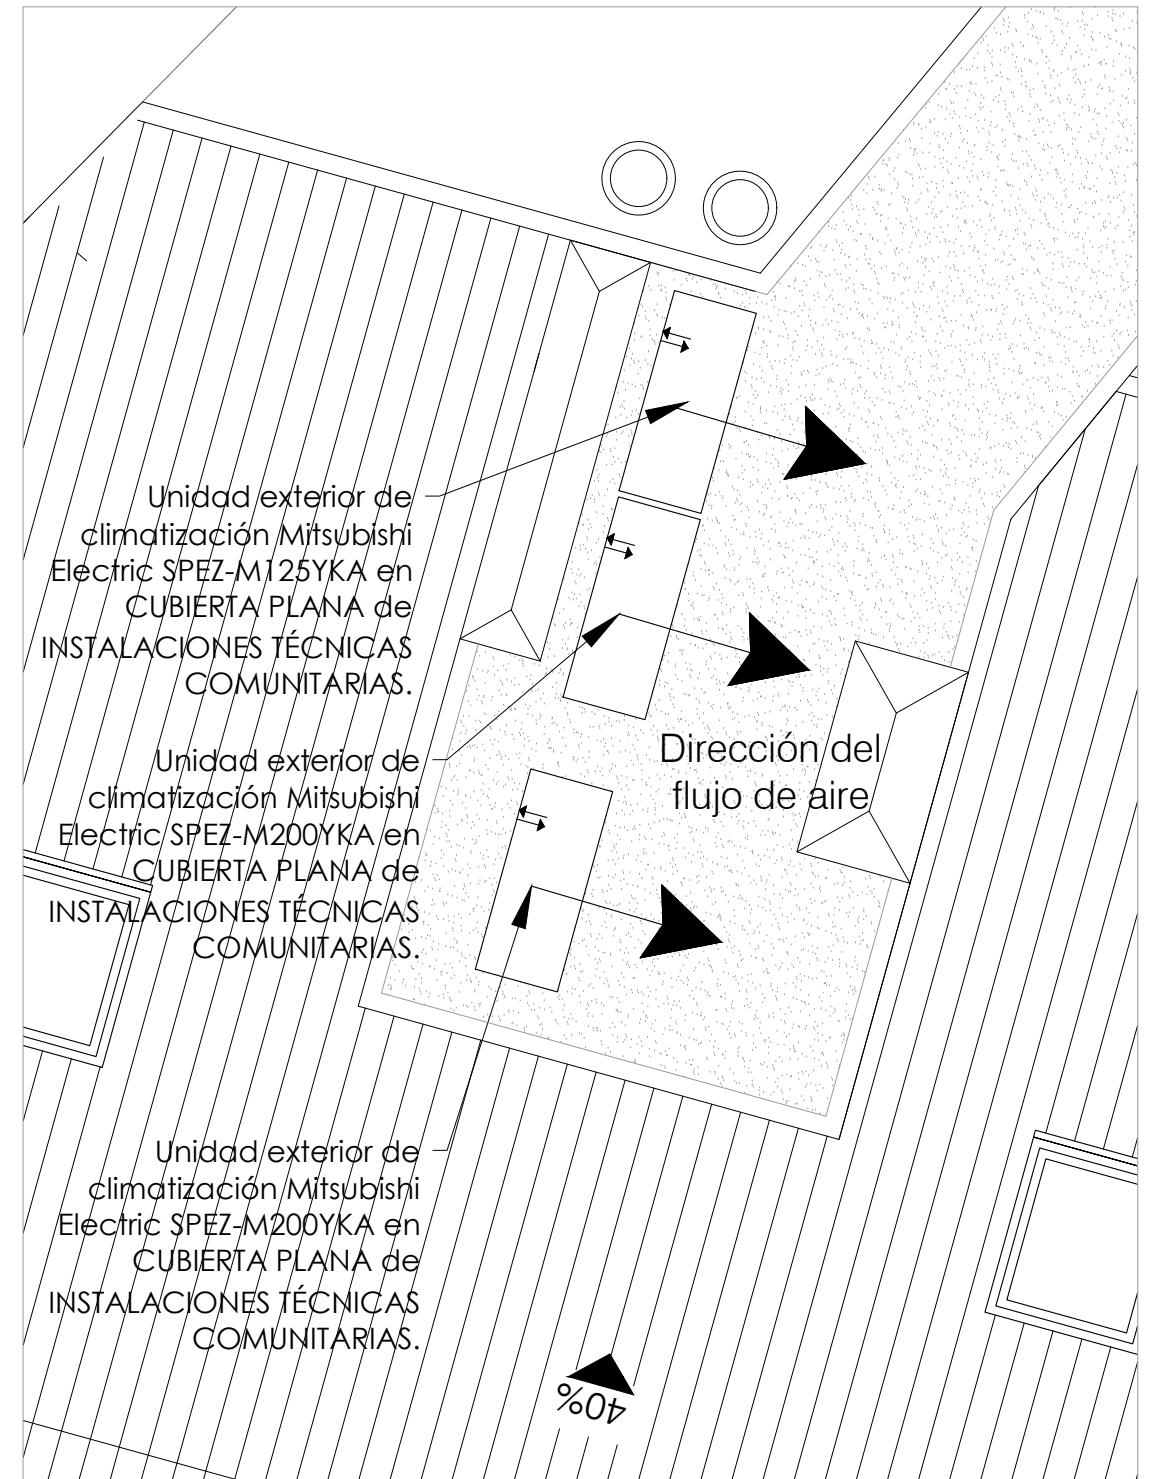 Unidad exterior de
climatización Mitsubishi
Electric SPEZ-M125YKA en
CUBIERTA PLANA de
INSTALACIONES TÉCNICAS
COMUNITARIAS.
Unidad exterior de
climatización Mitsubishi
Electric SPEZ-M200YKA en
CUBIERTA PLANA de
INSTALACIONES TÉCNICAS
COMUNITARIAS.
Dirección del
flujo de aire
Unidad exterior de
climatización Mitsubishi
Electric SPEZ-M200YKA en
CUBIERTA PLANA de
INSTALACIONES TÉCNICAS
COMUNITARIAS.
40%